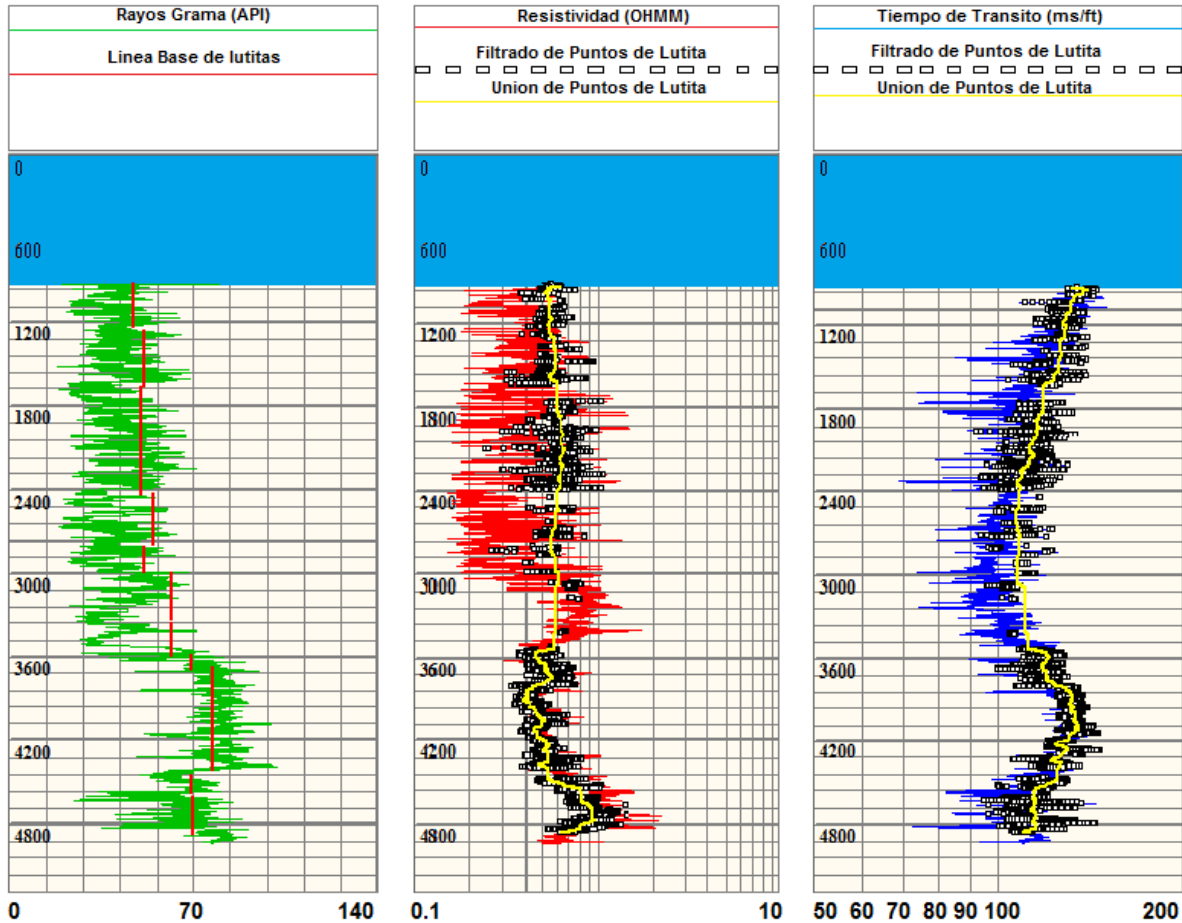 Rayos Grama (API)
Linea Base de lutitas
0
600
1200
1800
2400
3000
3600
4200
4800
0 70 140
Resistividad (OHMM)
Filtrado de Puntos de Lutita
Union de Puntos de Lutita
0
600
1200
1800
2400
3000
3600
4200
4800
0.1 10
Tiempo de Transito (ms/ft)
Filtrado de Puntos de Lutita
Union de Puntos de Lutita
0
600
1200
1800
2400
3000
3600
4200
4800
50 60 70 80 90 100 200